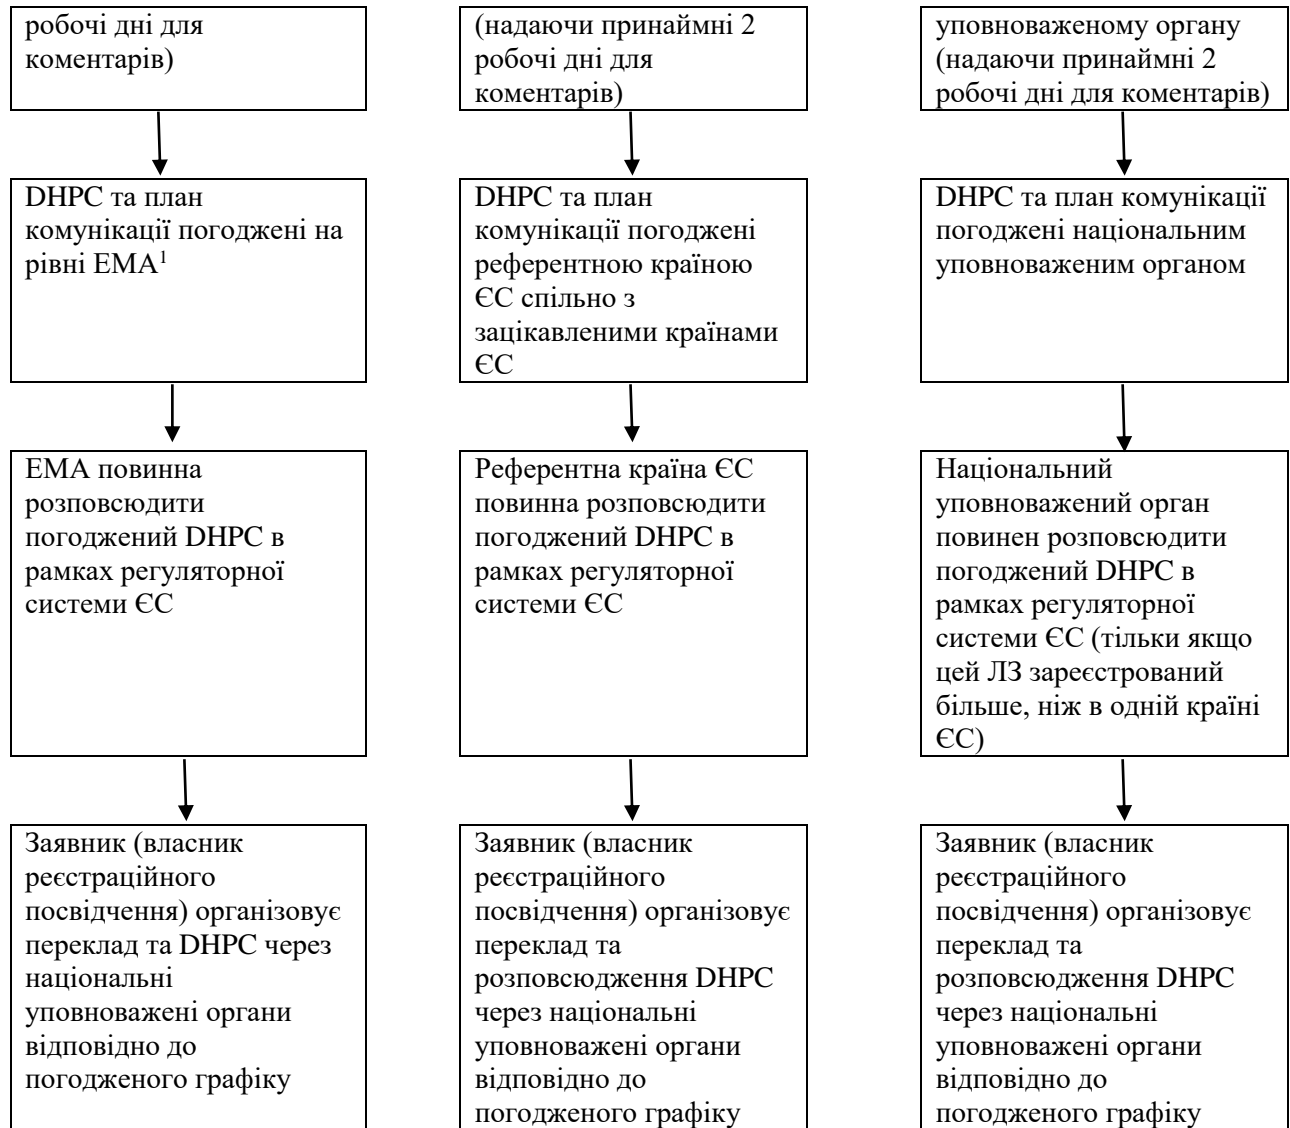 робочі дні для
коментарів)
(надаючи принаймні 2
робочі дні для
коментарів)
уповноваженому органу
(надаючи принаймні 2
робочі дні для коментарів)
DHPC та план
комунікації погоджені на
рівні ЕМА¹
DHPC та план
комунікації погоджені
референтною країною
ЄС спільно з
зацікавленими країнами
ЄС
DHPC та план комунікації
погоджені національним
уповноваженим органом
ЕМА повинна
розповсюдити
погоджений DHPC в
рамках регуляторної
системи ЄС
Референтна країна ЄС
повинна розповсюдити
погоджений DHPC в
рамках регуляторної
системи ЄС
Національний
уповноважений орган
повинен розповсюдити
погоджений DHPC в
рамках регуляторної
системи ЄС (тільки якщо
цей ЛЗ зареєстрований
більше, ніж в одній країні
ЄС)
Заявник (власник
реєстраційного
посвідчення) організовує
переклад та DHPC через
національні
уповноважені органи
відповідно до
погодженого графіку
Заявник (власник
реєстраційного
посвідчення) організовує
переклад та
розповсюдження DHPC
через національні
уповноважені органи
відповідно до
погодженого графіку
Заявник (власник
реєстраційного
посвідчення) організовує
переклад та
розповсюдження DHPC
через національні
уповноважені органи
відповідно до
погодженого графіку